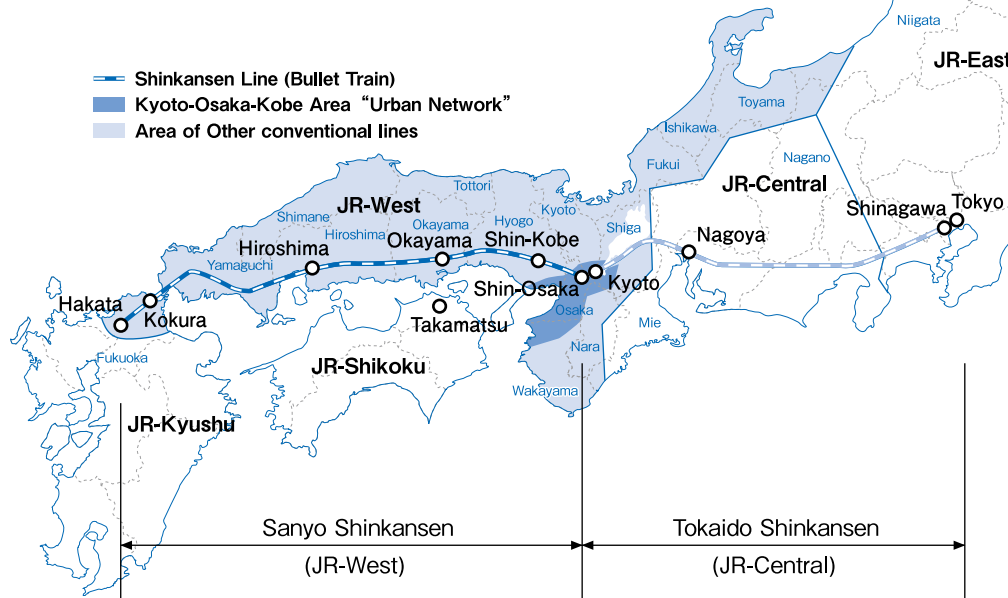 Shinkansen Line (Bullet Train)
Kyoto-Osaka-Kobe Area “Urban Network”
Area of Other conventional lines
Niigata
JR-East
Toyama
Ishikawa
Fukui
Nagano
JR-Central
Tottori
Shimane
JR-West
Hiroshima
Okayama
Hyogo
Kyoto
Shiga
Yamaguchi
Hiroshima
Okayama
Shin-Kobe
Nagoya
Shinagawa
Tokyo
Hakata
Kokura
Shin-Osaka
Kyoto
Takamatsu
Osaka
Mie
Nara
Wakayama
Fukuoka
JR-Shikoku
JR-Kyushu
Sanyo Shinkansen
(JR-West)
Tokaido Shinkansen
(JR-Central)